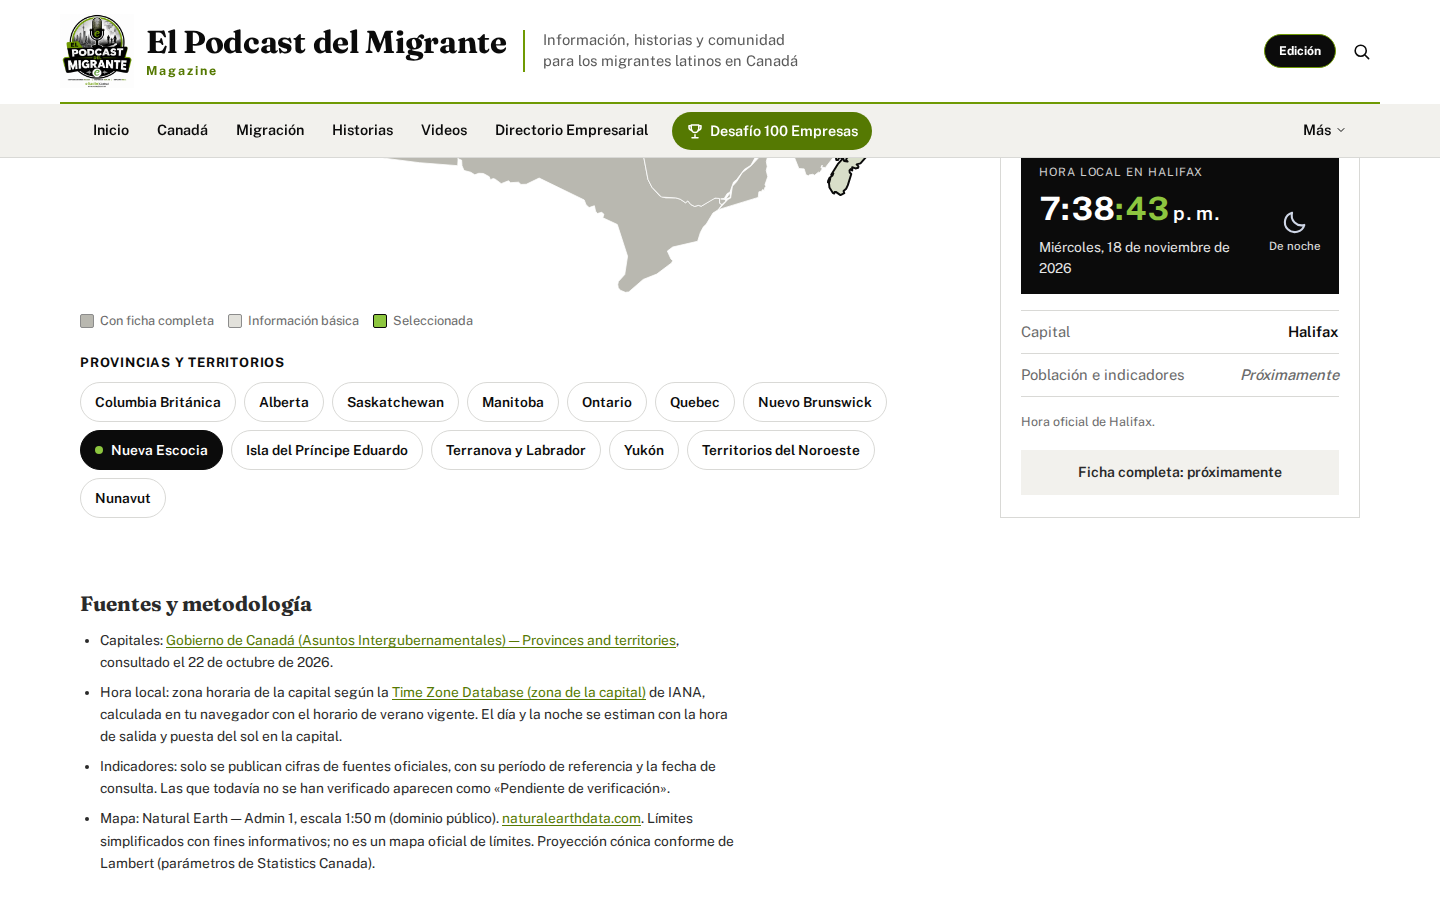 EL
PODCAST
DEL
MIGRANTE
El Podcast del Migrante
Magazine
Información, historias y comunidad
para los migrantes latinos en Canadá
Edición
Inicio
Canadá
Migración
Historias
Videos
Directorio Empresarial
Desafío 100 Empresas
Más
HORA LOCAL EN HALIFAX
7:38:43 p. m.
Miércoles, 18 de noviembre de
2026
De noche
Con ficha completa
Información básica
Seleccionada
Capital
Halifax
Población e indicadores
Próximamente
Hora oficial de Halifax.
Ficha completa: próximamente
PROVINCIAS Y TERRITORIOS
Columbia Británica
Alberta
Saskatchewan
Manitoba
Ontario
Quebec
Nuevo Brunswick
Nueva Escocia
Isla del Príncipe Eduardo
Terranova y Labrador
Yukón
Territorios del Noroeste
Nunavut
Fuentes y metodología
• Capitales: Gobierno de Canadá (Asuntos Intergubernamentales) — Provinces and territories,
consultado el 22 de octubre de 2026.
• Hora local: zona horaria de la capital según la Time Zone Database (zona de la capital) de IANA,
calculada en tu navegador con el horario de verano vigente. El día y la noche se estiman con la hora
de salida y puesta del sol en la capital.
• Indicadores: solo se publican cifras de fuentes oficiales, con su período de referencia y la fecha de
consulta. Las que todavía no se han verificado aparecen como «Pendiente de verificación».
• Mapa: Natural Earth — Admin 1, escala 1:50 m (dominio público). naturalearthdata.com. Límites
simplificados con fines informativos; no es un mapa oficial de límites. Proyección cónica conforme de
Lambert (parámetros de Statistics Canada).